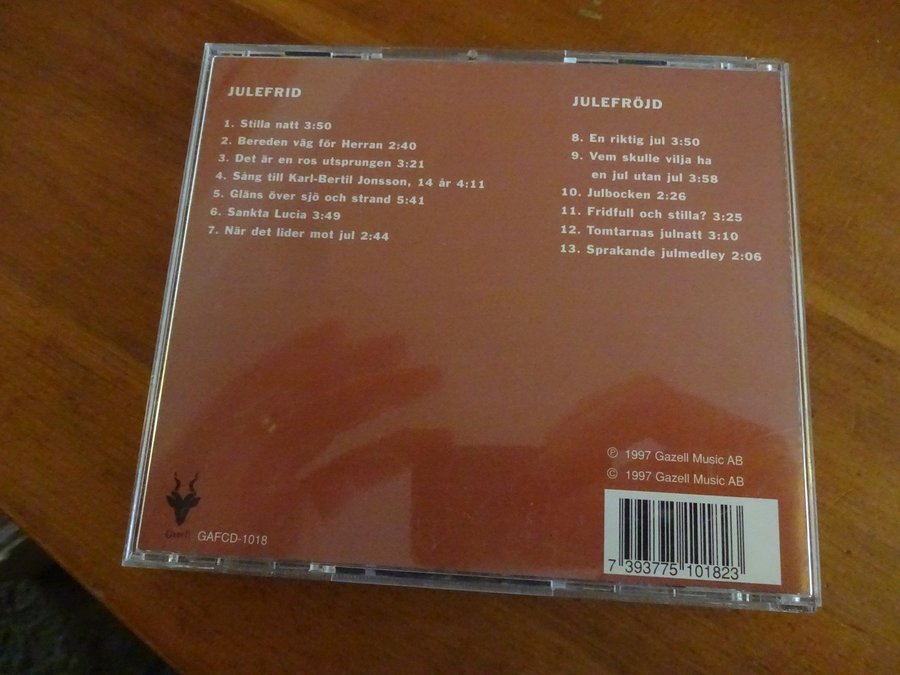 JULEFRID
1. Stilla natt 3:50
2. Bereden väg för Herran 2:40
3. Det är en ros utsprungen 3:21
4. Sång till Karl-Bertil Jonsson, 14 år 4:11
5. Gläns över sjö och strand 5:41
6. Sankta Lucia 3:49
7. När det lider mot jul 2:44
JULEFRÖJD
8. En riktig jul 3:50
9. Vem skulle vilja ha
en jul utan jul 3:58
10. Julbocken 2:26
11. Fridfull och stilla? 3:25
12. Tomtarnas julnatt 3:10
13. Sprakande julmedley 2:06
℗ 1997 Gazell Music AB
© 1997 Gazell Music AB
Gazell GAFCD-1018
7 393775 101823